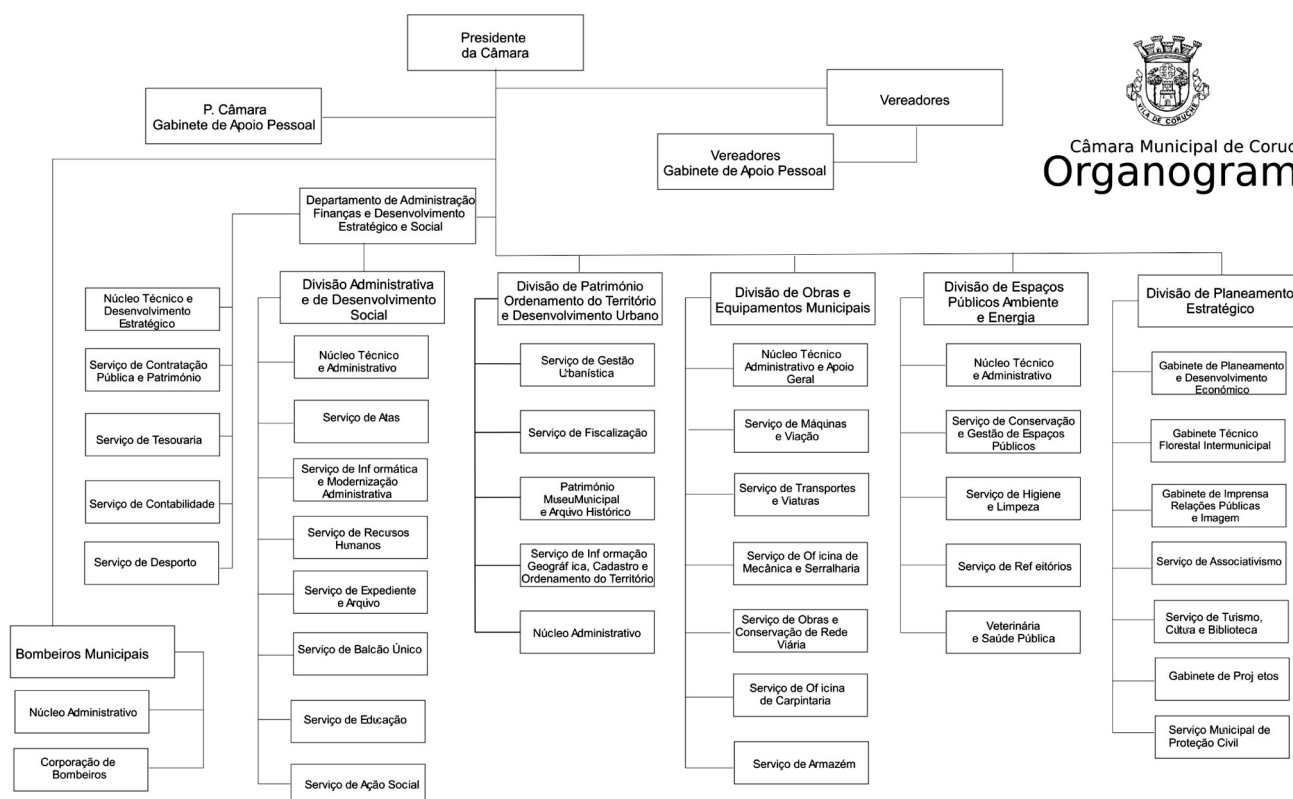 Presidente
da Câmara
P. Câmara
Gabinete de Apoio Pessoal
Vereadores
Vereadores
Gabinete de Apoio Pessoal
VILA DE CORUCHE
Câmara Municipal de Coruc
Organogram
Departamento de Administração
Finanças e Desenvolvimento
Estratégico e Social
Núcleo Técnico e
Desenvolvimento
Estratégico
Serviço de Contratação
Pública e Património
Serviço de Tesouraria
Serviço de Contabilidade
Serviço de Desporto
Bombeiros Municipais
Núcleo Administrativo
Corporação de
Bombeiros
Divisão Administrativa
e de Desenvolvimento
Social
Núcleo Técnico
e Administrativo
Serviço de Atas
Serviço de Inf ormática
e Modernização
Administrativa
Serviço de Recursos
Humanos
Serviço de Expediente
e Arquivo
Serviço de Balcão Único
Serviço de Educação
Serviço de Ação Social
Divisão de Património
Ordenamento do Território
e Desenvolvimento Urbano
Serviço de Gestão
Urbanística
Serviço de Fiscalização
Património
MuseuMunicipal
e Arquivo Histórico
Serviço de Inf ormação
Geográf ica, Cadastro e
Ordenamento do Território
Núcleo Administrativo
Divisão de Obras e
Equipamentos Municipais
Núcleo Técnico
Administrativo e Apoio
Geral
Serviço de Máquinas
e Viação
Serviço de Transportes
e Viaturas
Serviço de Of icina de
Mecânica e Serralharia
Serviço de Obras e
Conservação de Rede
Viária
Serviço de Of icina
de Carpintaria
Serviço de Armazém
Divisão de Espaços
Públicos Ambiente
e Energia
Núcleo Técnico
e Administrativo
Serviço de Conservação
e Gestão de Espaços
Públicos
Serviço de Higiene
e Limpeza
Serviço de Ref eitórios
Veterinária
e Saúde Pública
Divisão de Planeamento
Estratégico
Gabinete de Planeamento
e Desenvolvimento
Económico
Gabinete Técnico
Florestal Intermunicipal
Gabinete de Imprensa
Relações Públicas
e Imagem
Serviço de Associativismo
Serviço de Turismo,
Cultura e Biblioteca
Gabinete de Proj etos
Serviço Municipal de
Proteção Civil